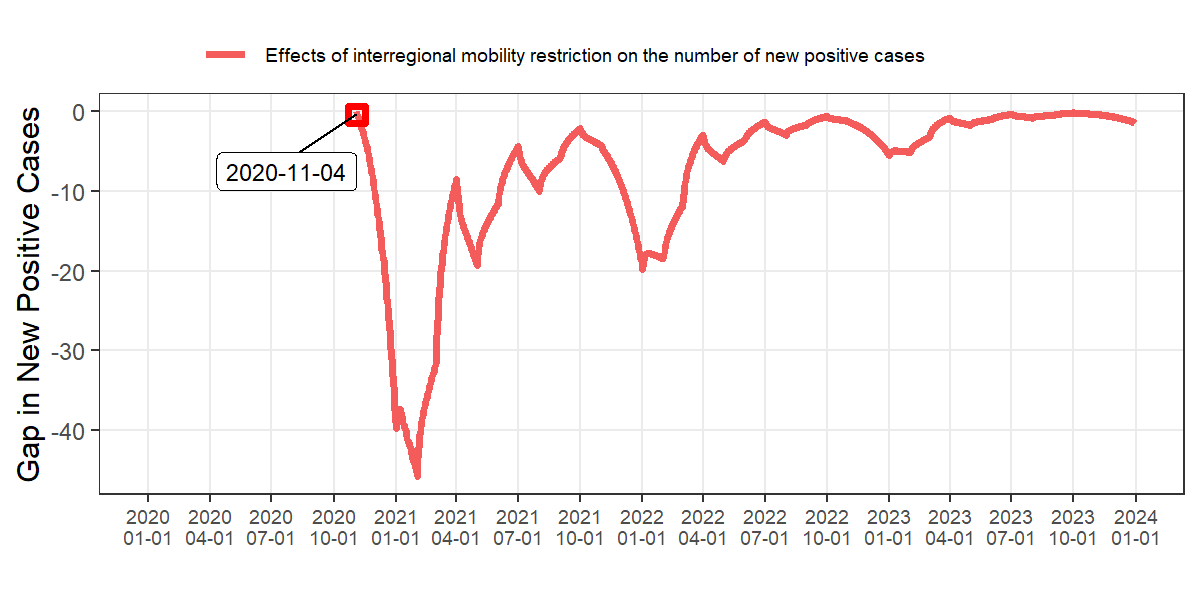 Effects of interregional mobility restriction on the number of new positive cases
Gap in New Positive Cases
0
-10
-20
-30
-40
2020-11-04
2020 2020 2020 2020 2021 2021 2021 2021 2022 2022 2022 2022 2023 2023 2023 2023 2024
01-01 04-01 07-01 10-01 01-01 04-01 07-01 10-01 01-01 04-01 07-01 10-01 01-01 04-01 07-01 10-01 01-01